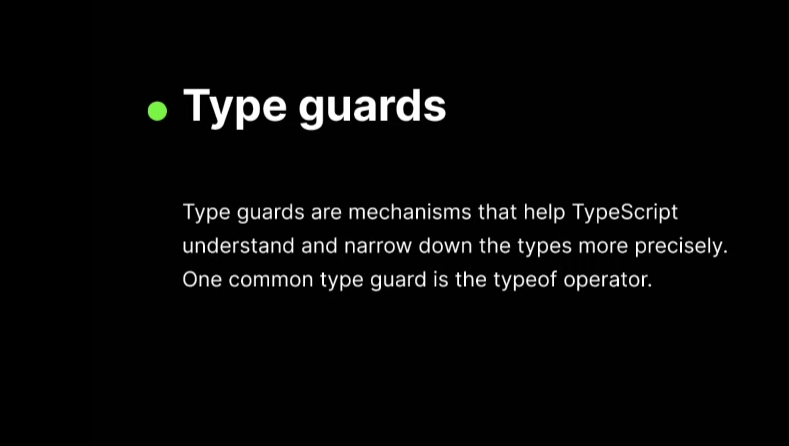 Type guards
Type guards are mechanisms that help TypeScript
understand and narrow down the types more precisely.
One common type guard is the typeof operator.